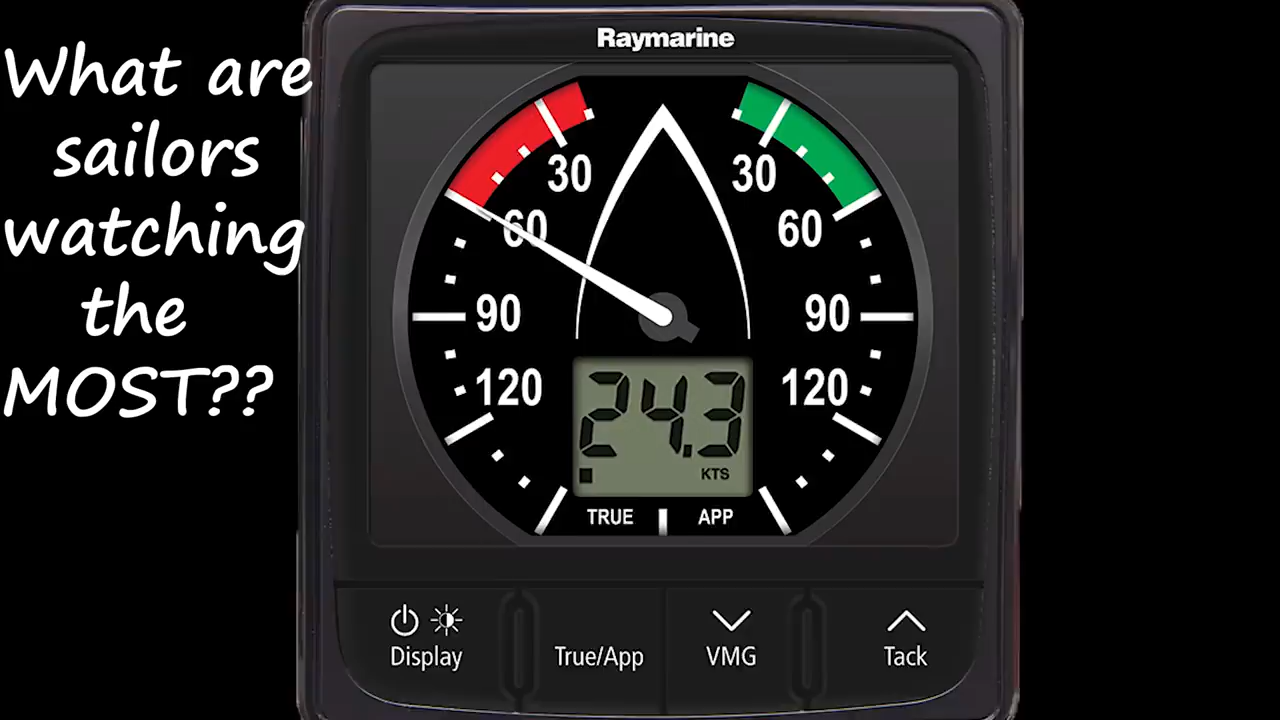 What are
sailors
watching
the
MOST??
Raymarine
30 30
60 60
90 90
120 120
24.3
KTS
TRUE APP
Display True/App VMG Tack